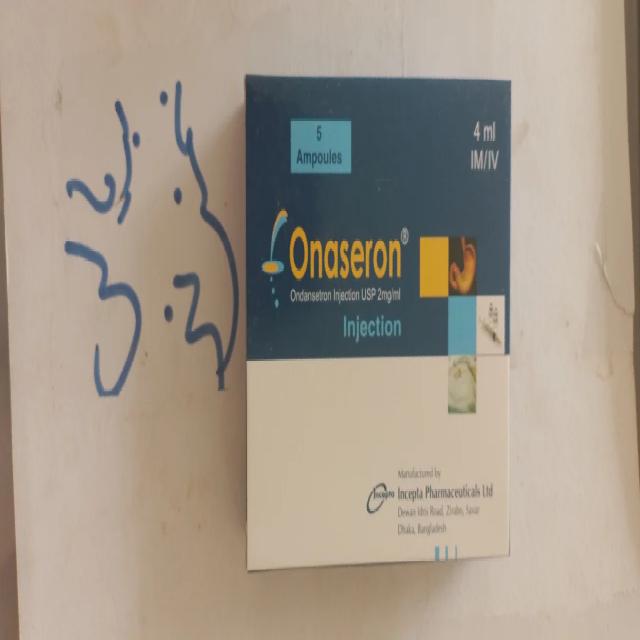 5
Ampoules
4 ml
IM/IV
Onaseron®
Ondansetron Injection USP 2mg/ml
Injection
Manufactured by
Incepta Incepta Pharmaceuticals Ltd
Dewan Idris Road, Zirabo, Savar
Dhaka, Bangladesh